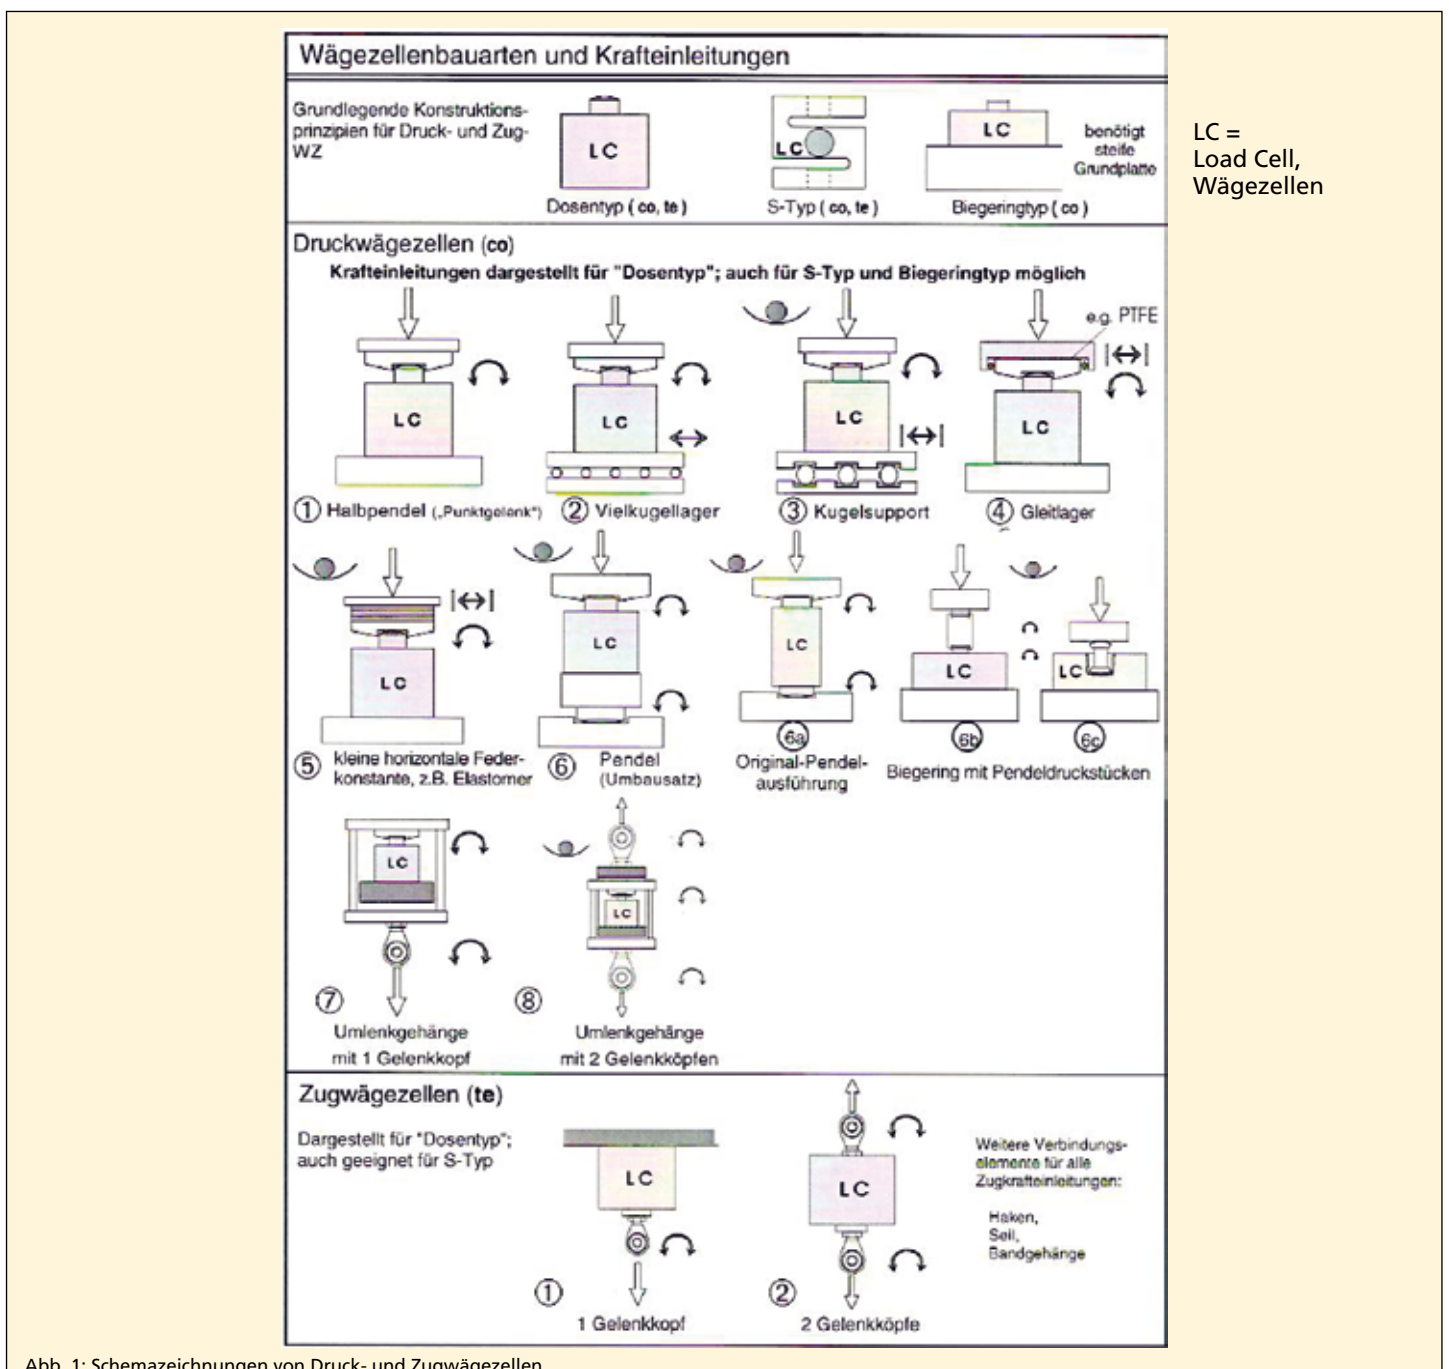 Wägezellenbauarten und Krafteinleitungen
Grundlegende Konstruktions-
prinzipien für Druck- und Zug-
WZ
LC
LC
LC
benötigt
steife
Grundplatte
Dosentyp ( co, te )
S-Typ ( co, te )
Biegeringtyp ( co )
LC =
Load Cell,
Wägezellen
Druckwägezellen (co)
Krafteinleitungen dargestellt für "Dosentyp"; auch für S-Typ und Biegeringtyp möglich
e.g. PTFE
LC
LC
LC
LC
1 Halbpendel („Punktgelenk“)
2 Vielkugellager
3 Kugelsupport
4 Gleitlager
LC
LC
LC
LC
LC
5 kleine horizontale Feder-
konstante, z.B. Elastomer
6 Pendel
(Umbausatz)
6a
Original-Pendel-
ausführung
6b
6c
Biegering mit Pendeldruckstücken
LC
LC
7
Umlenkgehänge
mit 1 Gelenkkopf
8
Umlenkgehänge
mit 2 Gelenkköpfen
Zugwägezellen (te)
Dargestellt für "Dosentyp";
auch geeignet für S-Typ
LC
LC
Weitere Verbindungs-
elemente für alle
Zugkrafteinleitungen:
Haken,
Seil,
Bandgehänge
1
1 Gelenkkopf
2
2 Gelenkköpfe
Abb. 1: Schemazeichnungen von Druck- und Zugwägezellen